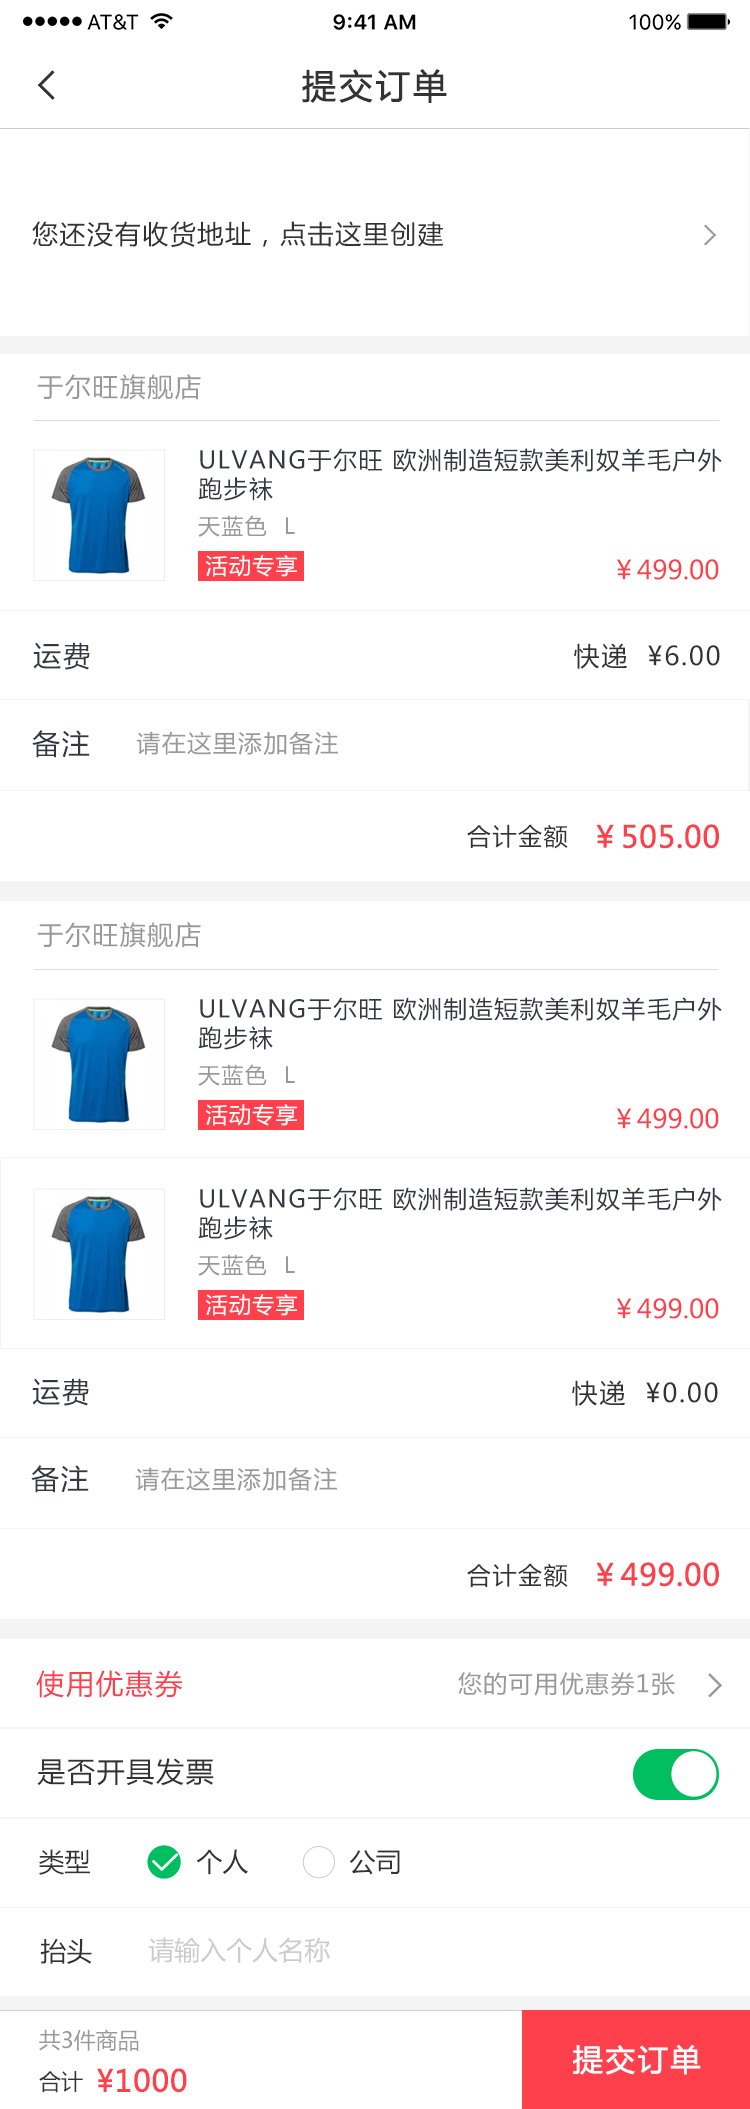 ●●●●● AT&T 9:41 AM 100%
提交订单
您还没有收货地址，点击这里创建
于尔旺旗舰店
ULVANG于尔旺 欧洲制造短款美利奴羊毛户外
跑步袜
天蓝色 L
活动专享 ¥499.00
运费 快递 ¥6.00
备注 请在这里添加备注
合计金额 ¥505.00
于尔旺旗舰店
ULVANG于尔旺 欧洲制造短款美利奴羊毛户外
跑步袜
天蓝色 L
活动专享 ¥499.00
ULVANG于尔旺 欧洲制造短款美利奴羊毛户外
跑步袜
天蓝色 L
活动专享 ¥499.00
运费 快递 ¥0.00
备注 请在这里添加备注
合计金额 ¥499.00
使用优惠券 您的可用优惠券1张
是否开具发票
类型 个人 公司
抬头 请输入个人名称
共3件商品
合计 ¥1000
提交订单